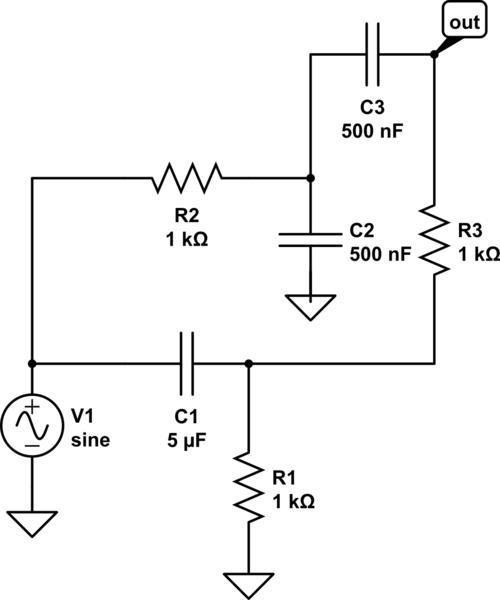 out
C3
500 nF
R2
1 kΩ
C2
500 nF
R3
1 kΩ
+
−
V1
sine
C1
5 µF
R1
1 kΩ